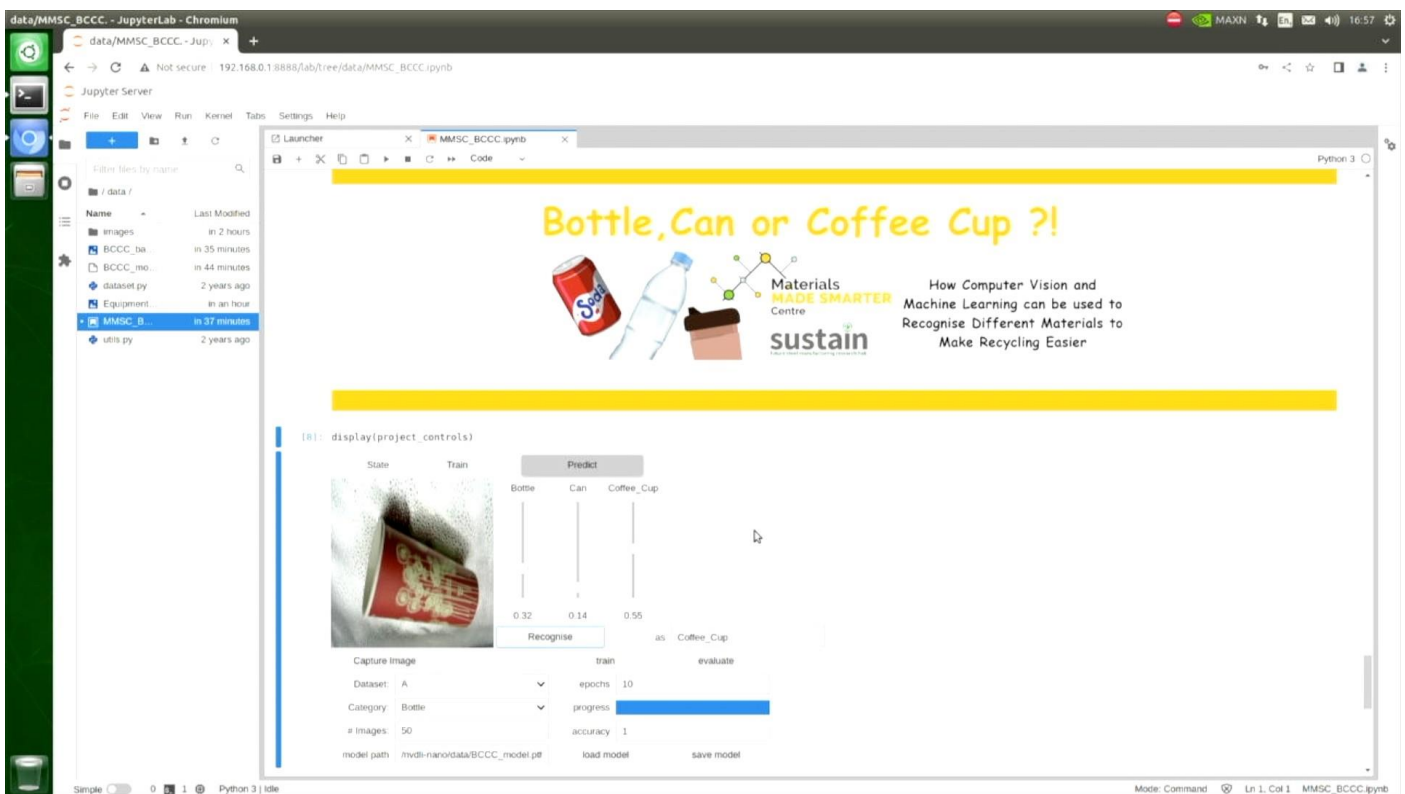 data/MMSC_BCCC. - JupyterLab - Chromium
MAXN En 16:57
data/MMSC_BCCC. - Jup
Not secure 192.168.0.1:8888/lab/tree/data/MMSC_BCCC.ipynb
Jupyter Server
File Edit View Run Kernel Tabs Settings Help
Launcher MMSC_BCCC.ipynb
Code Python 3
Filter files by name
/ data /
Name Last Modified
images in 2 hours
BCCC_ba... in 35 minutes
BCCC_mo... in 44 minutes
dataset.py 2 years ago
Equipment... in an hour
MMSC_B... in 37 minutes
utils.py 2 years ago
Bottle,Can or Coffee Cup ?!
Soda
Materials
MADE SMARTER
Centre
sustain
How Computer Vision and
Machine Learning can be used to
Recognise Different Materials to
Make Recycling Easier
[8]: display(project_controls)
State Train Predict
Bottle Can Coffee_Cup
0.32 0.14 0.55
Recognise as Coffee_Cup
Capture Image train evaluate
Dataset: A epochs 10
Category: Bottle progress
# Images: 50 accuracy 1
model path /nvdli-nano/data/BCCC_model.pt load model save model
Simple 0 1 Python 3 | Idle
Mode: Command Ln 1, Col 1 MMSC_BCCC.ipynb